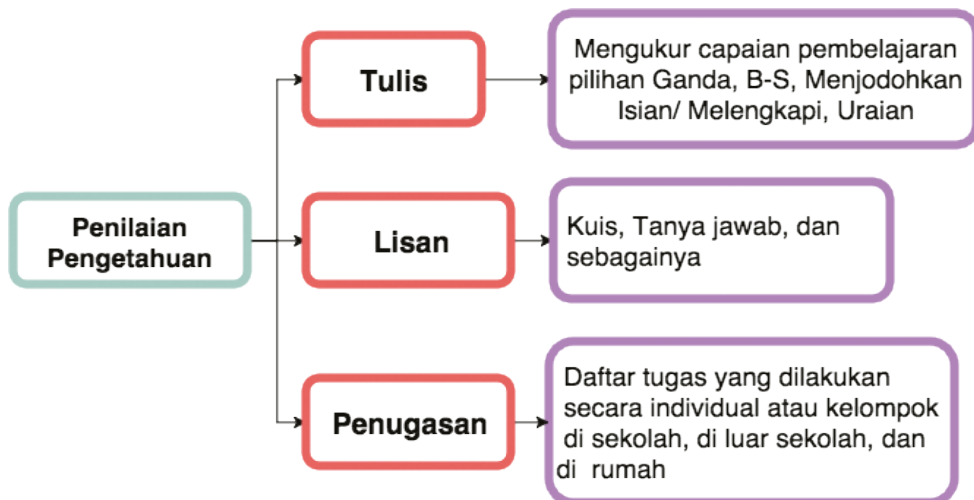 Penilaian
Pengetahuan
Tulis
Mengukur capaian pembelajaran
pilihan Ganda, B-S, Menjodohkan
Isian/ Melengkapi, Uraian
Lisan
Kuis, Tanya jawab, dan
sebagainya
Penugasan
Daftar tugas yang dilakukan
secara individual atau kelompok
di sekolah, di luar sekolah, dan
di rumah